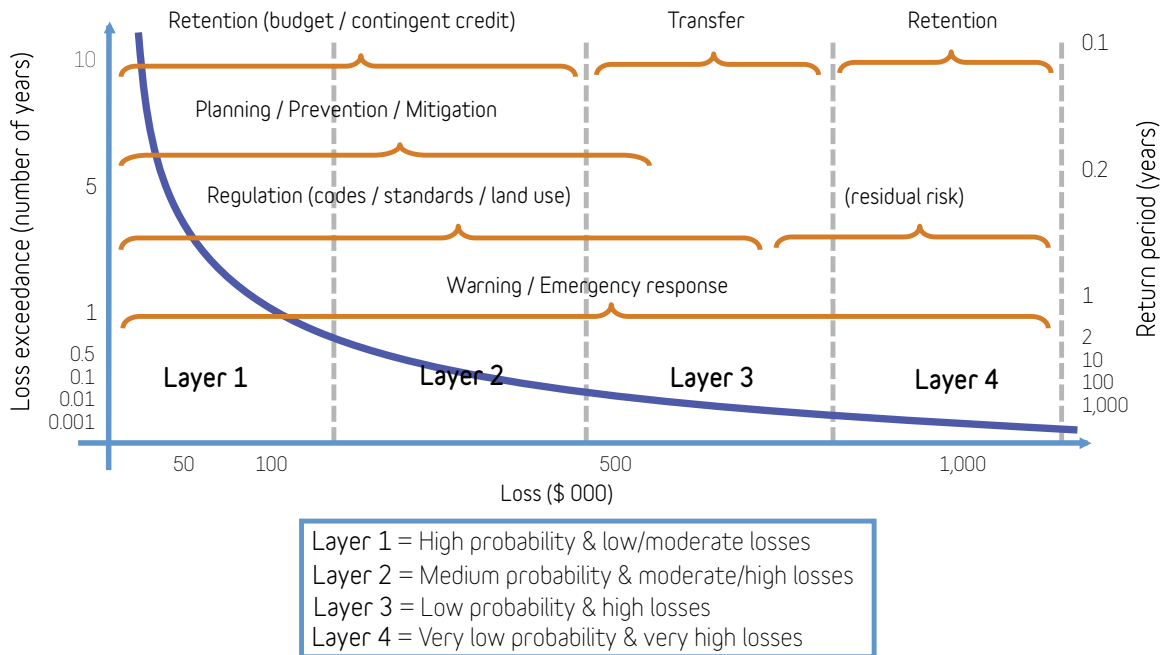 Retention (budget / contingent credit)
Transfer
Retention
10
0.1
Planning / Prevention / Mitigation
5
0.2
Regulation (codes / standards / land use)
(residual risk)
Warning / Emergency response
1
1
0.5
2
0.1
10
0.01
100
0.001
1,000
Layer 1
Layer 2
Layer 3
Layer 4
Loss exceedance (number of years)
Return period (years)
50
100
500
1,000
Loss ($ 000)
Layer 1 = High probability & low/moderate losses
Layer 2 = Medium probability & moderate/high losses
Layer 3 = Low probability & high losses
Layer 4 = Very low probability & very high losses